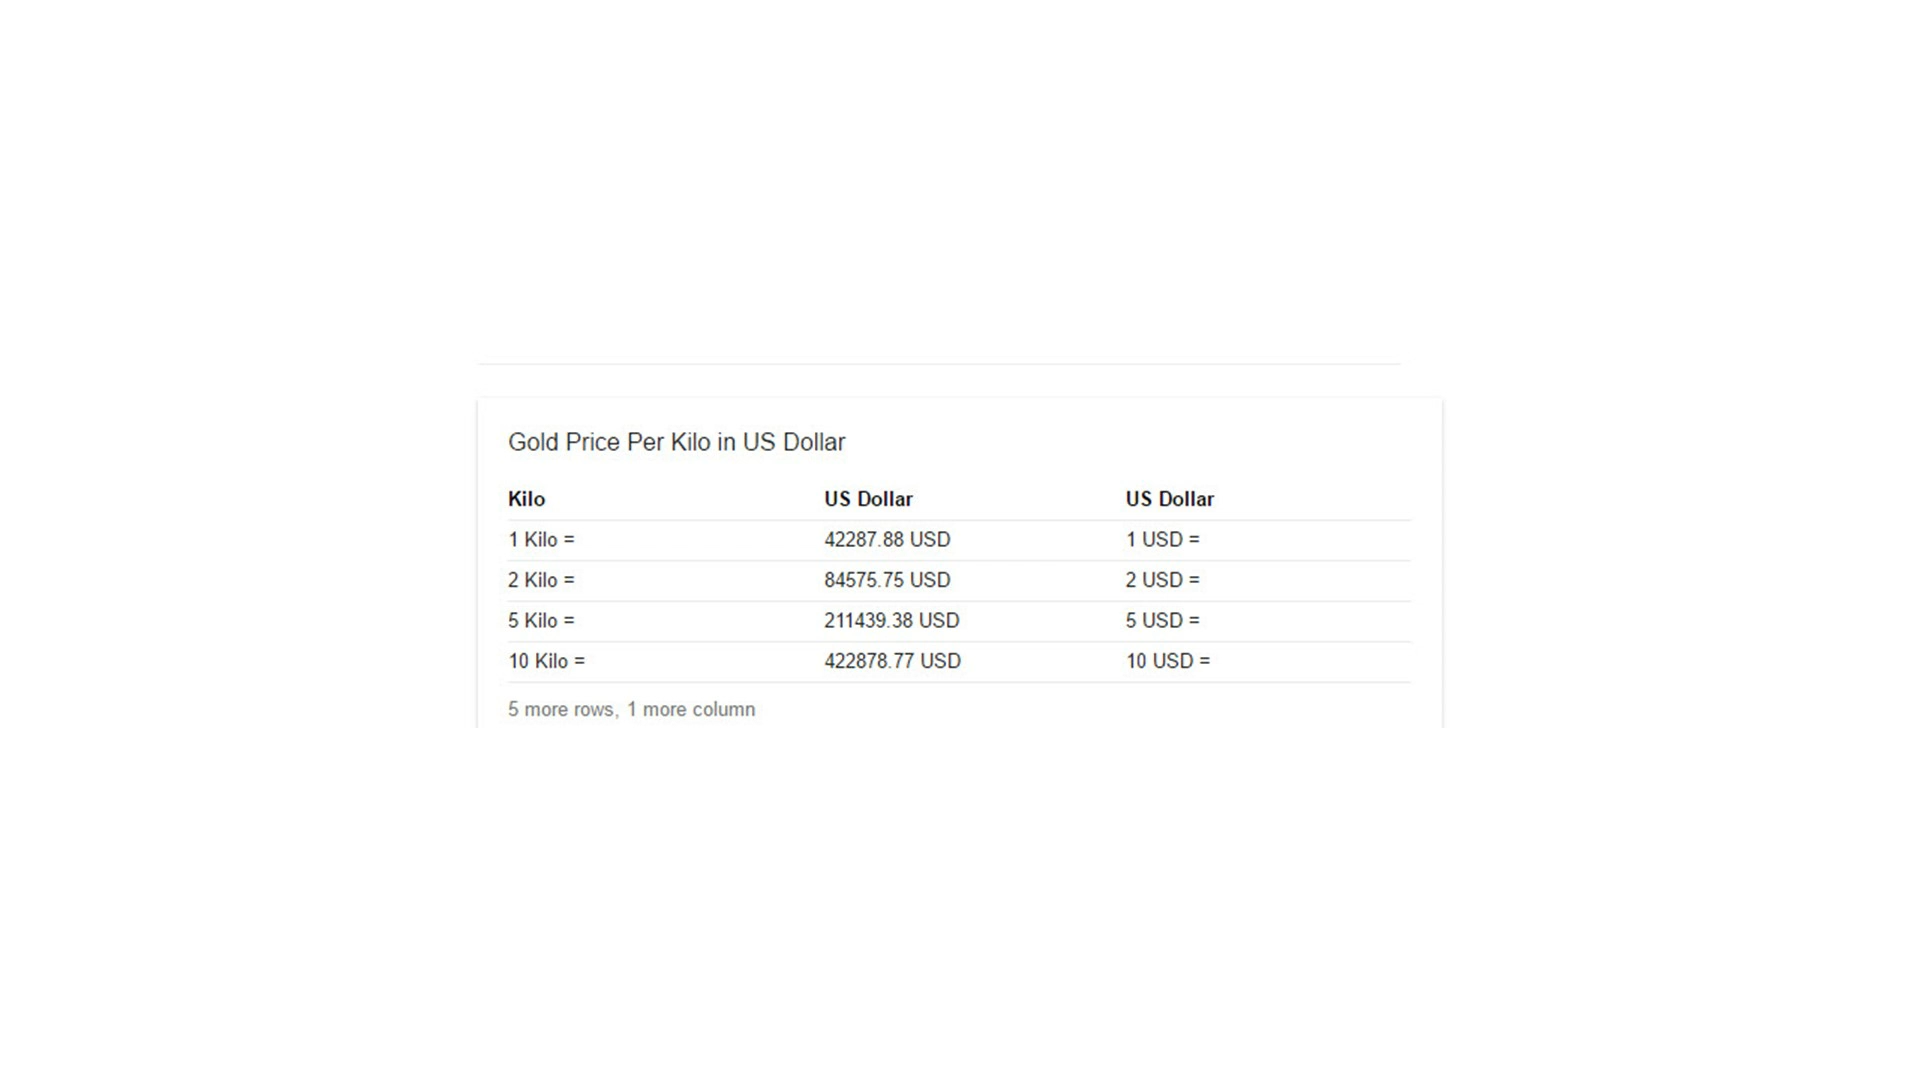 Gold Price Per Kilo in US Dollar
Kilo US Dollar US Dollar
1 Kilo = 42287.88 USD 1 USD =
2 Kilo = 84575.75 USD 2 USD =
5 Kilo = 211439.38 USD 5 USD =
10 Kilo = 422878.77 USD 10 USD =
5 more rows, 1 more column